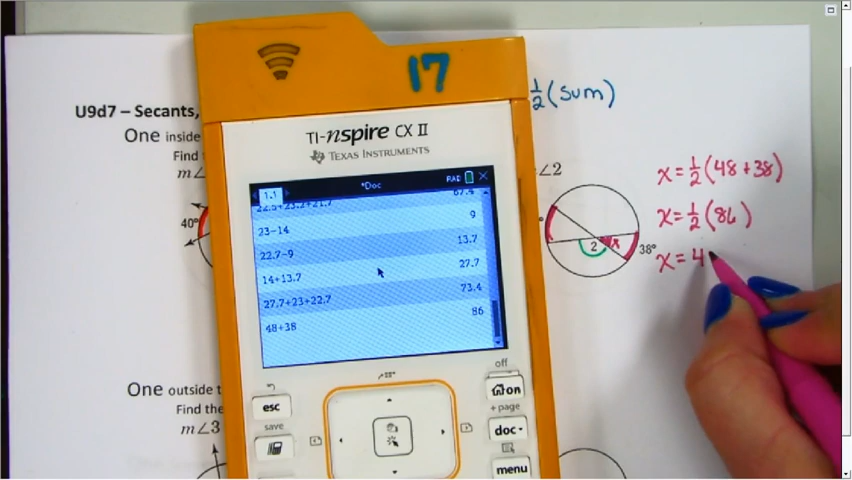 17
½(sum)
U9d7 – Secants,
TI-nspire CX II
TEXAS INSTRUMENTS
One inside
Find
m∠
∠2
40°
1.1
*Doc
RAD
22.5+23.2+21.7
67.4
23-14
9
22.7-9
13.7
14+13.7
27.7
27.7+23+22.7
73.4
48+38
86
2
x
38°
x = ½(48+38)
x = ½(86)
x = 4
One outside
Find the
m∠3
off
on
esc
+ page
save
doc
menu